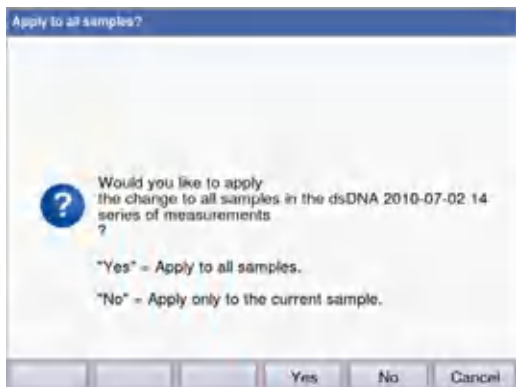 Apply to all samples?
Would you like to apply
the change to all samples in the dsDNA 2010-07-02 14
series of measurements
?
"Yes" = Apply to all samples.
"No" = Apply only to the current sample.
Yes No Cancel